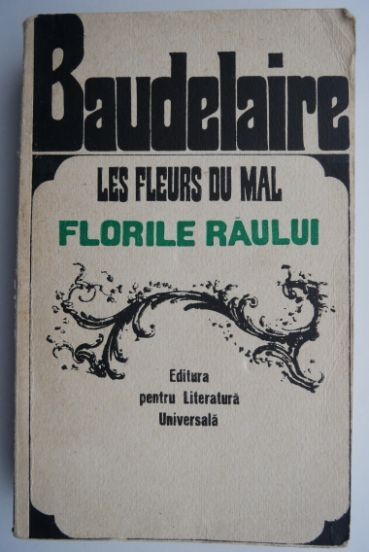 Baudelaire
LES FLEURS DU MAL
FLORILE RĂULUI
Editura
pentru Literatură
Universală